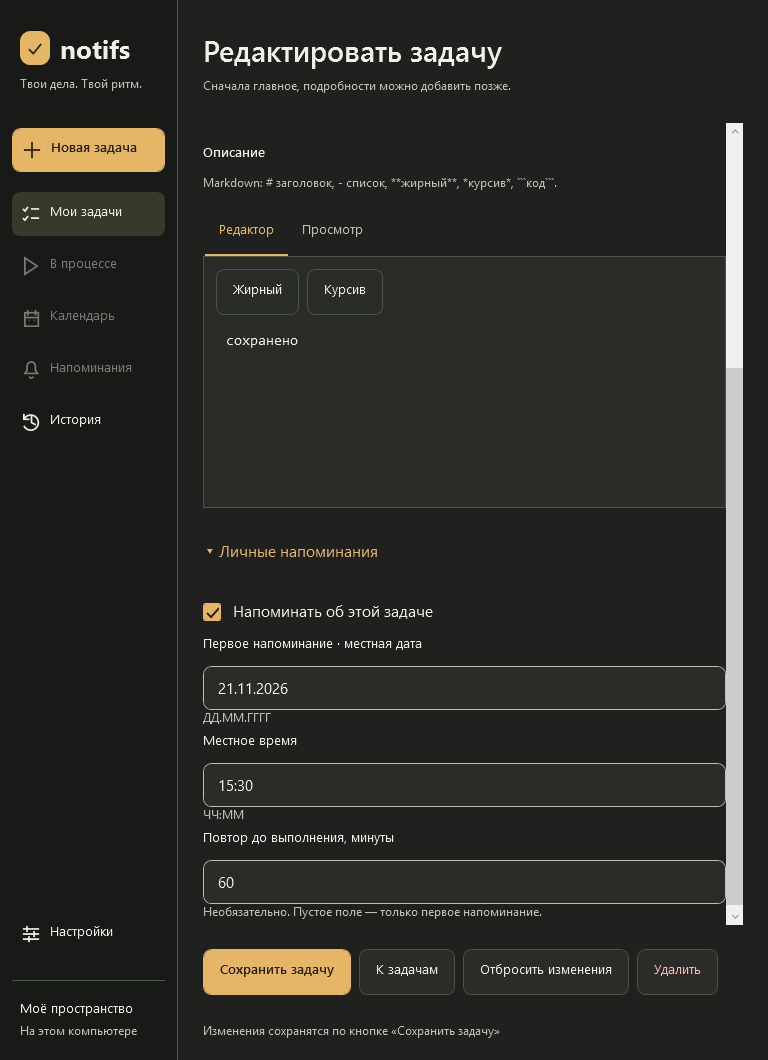 notifs
Твои дела. Твой ритм.
Новая задача
Мои задачи
В процессе
Календарь
Напоминания
История
Настройки
Моё пространство
На этом компьютере
Редактировать задачу
Сначала главное, подробности можно добавить позже.
Описание
Markdown: # заголовок, - список, **жирный**, *курсив*, ```код```.
Редактор Просмотр
Жирный Курсив
сохранено
Личные напоминания
Напоминать об этой задаче
Первое напоминание · местная дата
21.11.2026
ДД.ММ.ГГГГ
Местное время
15:30
ЧЧ:ММ
Повтор до выполнения, минуты
60
Необязательно. Пустое поле — только первое напоминание.
Сохранить задачу К задачам Отбросить изменения Удалить
Изменения сохранятся по кнопке «Сохранить задачу»